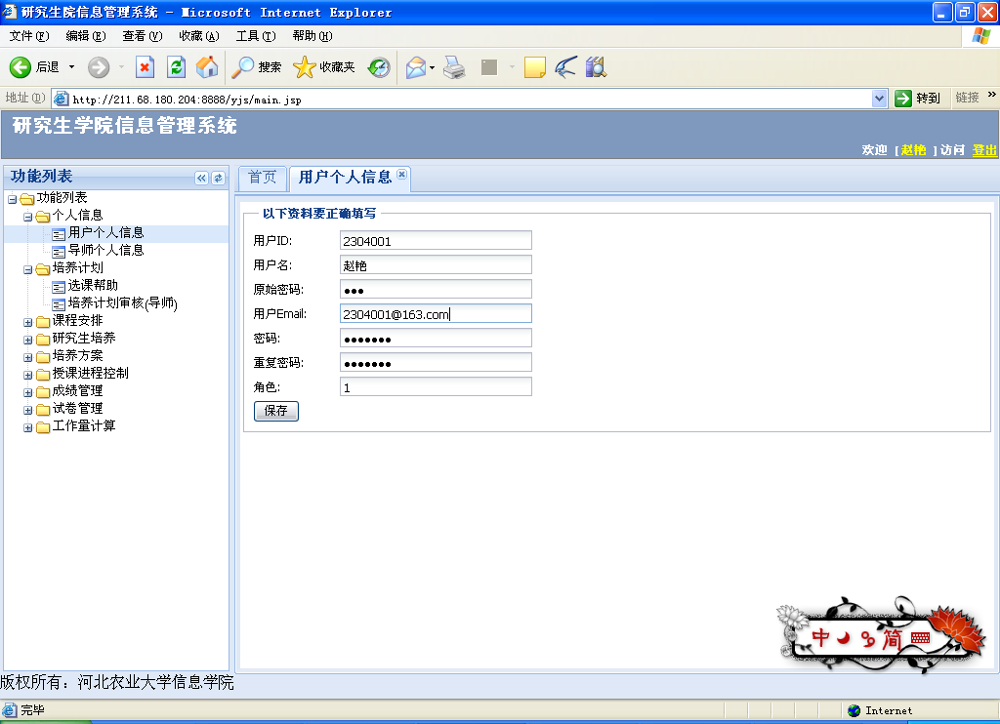 研究生院信息管理系统 - Microsoft Internet Explorer
文件(F) 编辑(E) 查看(V) 收藏(A) 工具(T) 帮助(H)
后退 搜索 收藏夹
地址(D) http://211.68.180.204:8888/yjs/main.jsp 转到 链接 »
研究生学院信息管理系统
欢迎 [赵艳 ]访问 登出
功能列表
功能列表
个人信息
用户个人信息
导师个人信息
培养计划
选课帮助
培养计划审核(导师)
课程安排
研究生培养
培养方案
授课进程控制
成绩管理
试卷管理
工作量计算
首页 用户个人信息
以下资料要正确填写
用户ID: 2304001
用户名: 赵艳
原始密码: ●●●
用户Email: 2304001@163.com
密码: ●●●●●●●
重复密码: ●●●●●●●
角色: 1
保存
中 简
版权所有：河北农业大学信息学院
完毕 Internet